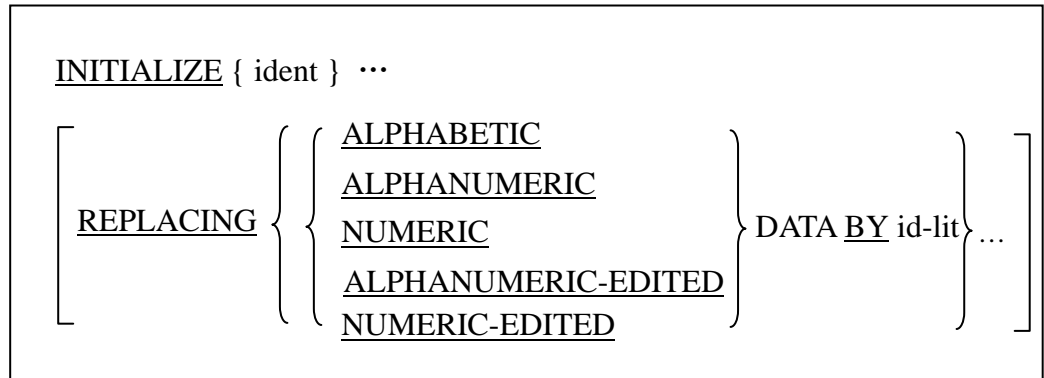 INITIALIZE { ident } ...
ALPHABETIC
ALPHANUMERIC
REPLACING NUMERIC DATA BY id-lit ...
ALPHANUMERIC-EDITED
NUMERIC-EDITED